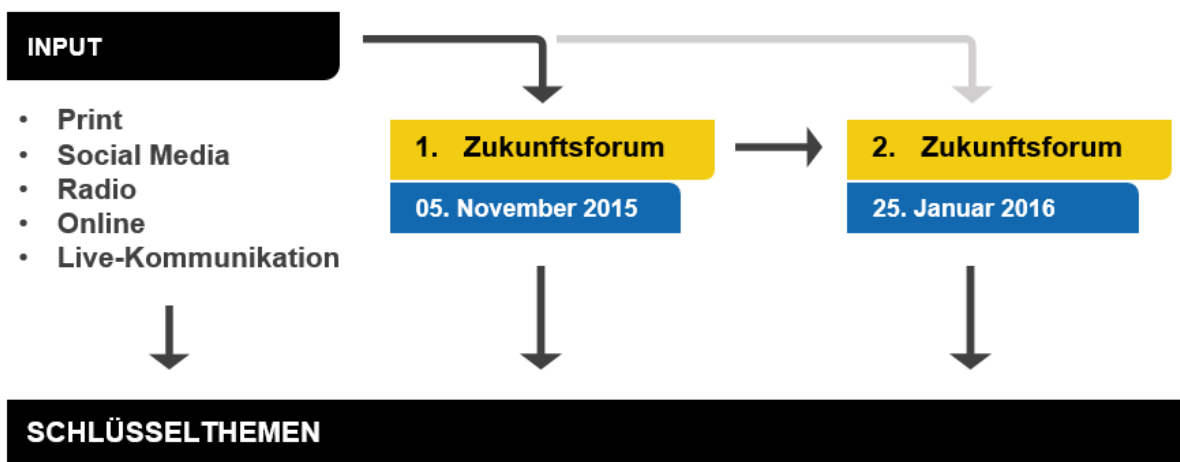 INPUT
• Print
• Social Media
• Radio
• Online
• Live-Kommunikation
1. Zukunftsforum
05. November 2015
2. Zukunftsforum
25. Januar 2016
SCHLÜSSELTHEMEN